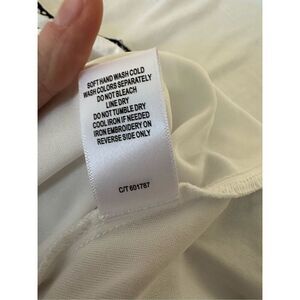 SOFT HAND WASH COLD
WASH COLORS SEPARATELY
DO NOT BLEACH
LINE DRY
DO NOT TUMBLE DRY
COOL IRON IF NEEDED
IRON EMBROIDERY ON
REVERSE SIDE ONLY
C/T 601787